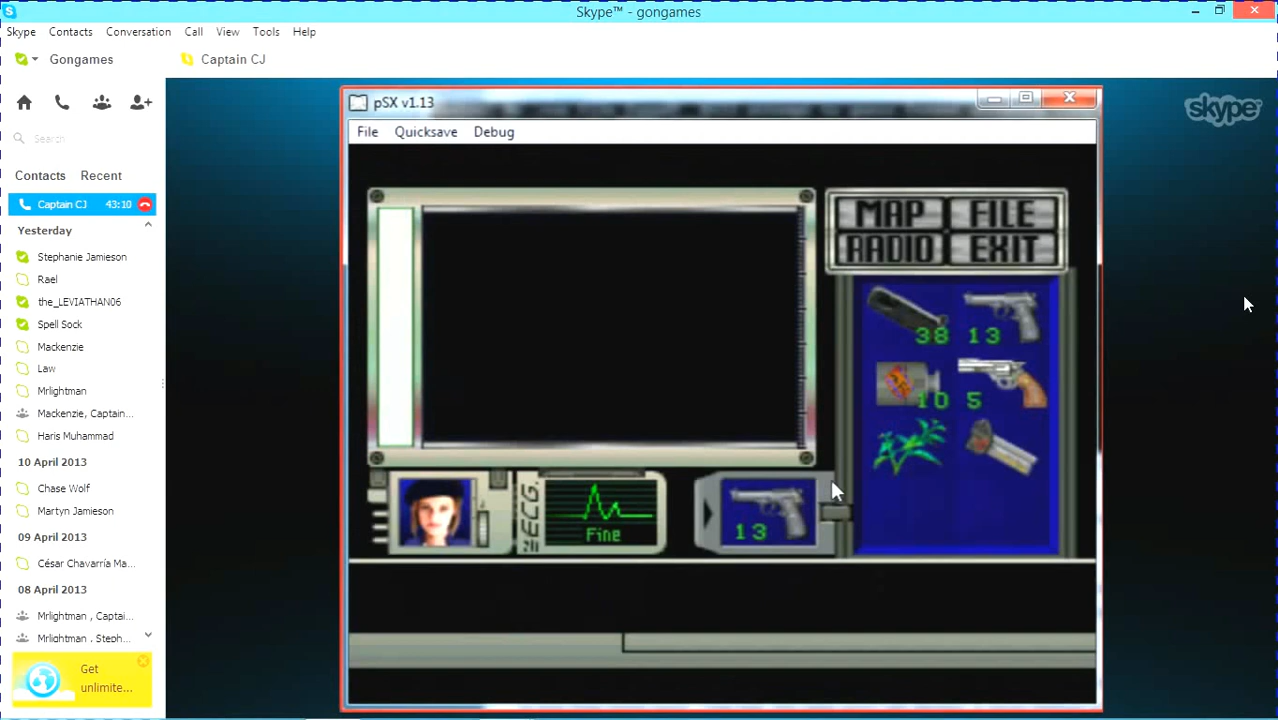 Skype™ - gongames
Skype Contacts Conversation Call View Tools Help
Gongames
Captain CJ
Search
Contacts Recent
Captain CJ 43:10
Yesterday
Stephanie Jamieson
Rael
the_LEVIATHAN06
Spell Sock
Mackenzie
Law
Mrlightman
Mackenzie, Captain...
Haris Muhammad
10 April 2013
Chase Wolf
Martyn Jamieson
09 April 2013
César Chavarría Ma...
08 April 2013
Mrlightman , Captai...
Mrlightman , Steph...
Get
unlimite...
skype
pSX v1.13
File Quicksave Debug
MAP FILE
RADIO EXIT
38 13
10 5
ECG.
Fine
13